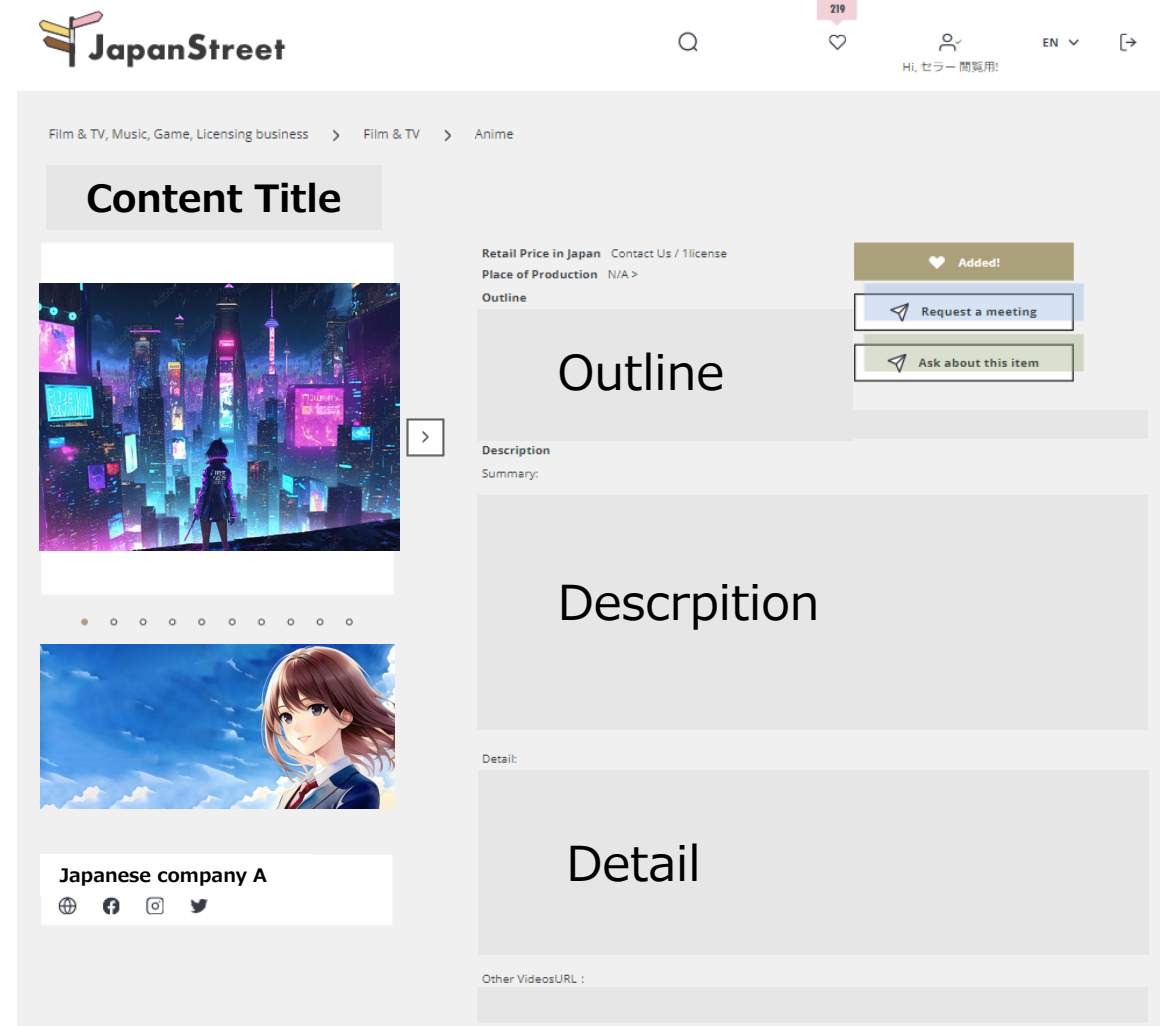 219
JapanStreet
EN
Hi, セラー 閲覧用!
Film & TV, Music, Game, Licensing business > Film & TV > Anime
Content Title
Retail Price in Japan Contact Us / 1license
Place of Production N/A >
Outline
Added!
Request a meeting
Ask about this item
Outline
Description
Summary:
Descrpition
Detail:
Detail
Japanese company A
Other VideosURL :